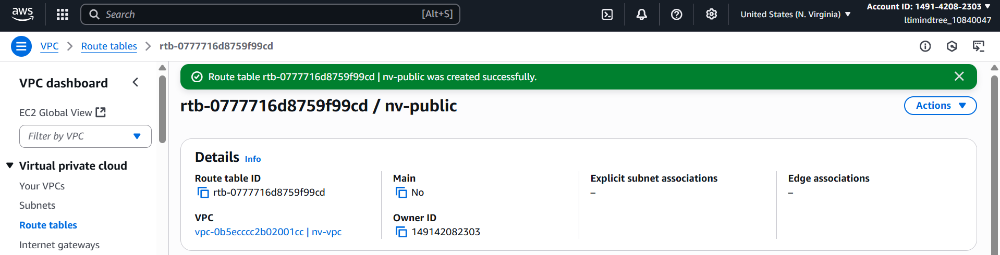 aws
Search
[Alt+S]
United States (N. Virginia)
Account ID: 1491-4208-2303
ltimindtree_10840047
VPC
Route tables
rtb-0777716d8759f99cd
VPC dashboard
EC2 Global View
Filter by VPC
Virtual private cloud
Your VPCs
Subnets
Route tables
Internet gateways
Route table rtb-0777716d8759f99cd | nv-public was created successfully.
rtb-0777716d8759f99cd / nv-public
Actions
Details Info
Route table ID
rtb-0777716d8759f99cd
Main
No
Explicit subnet associations
–
Edge associations
–
VPC
vpc-0b5ecccc2b02001cc | nv-vpc
Owner ID
149142082303